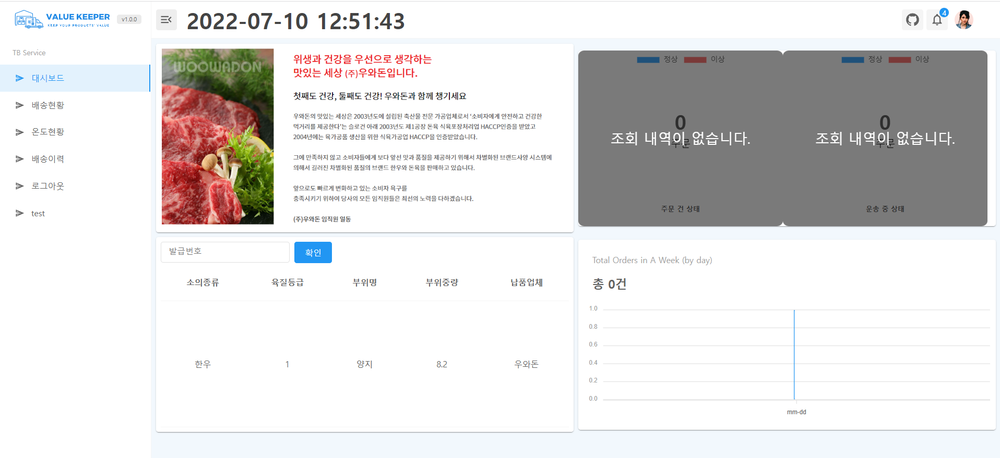 VALUE KEEPER
KEEP YOUR PRODUCTS' VALUE
v1.0.0
2022-07-10 12:51:43
4
TB Service
대시보드
배송현황
온도현황
배송이력
로그아웃
test
WOOWADON
위생과 건강을 우선으로 생각하는
맛있는 세상 (주)우와돈입니다.
첫째도 건강, 둘째도 건강! 우와돈과 함께 챙기세요
우와돈의 맛있는 세상은 2003년도에 설립된 축산물 전문 가공업체로서 ‘소비자에게 안전하고 건강한
먹거리를 제공한다’는 슬로건 아래 2003년도 제1공장 돈육 식육포장처리업 HACCP인증을 받았고
2004년에는 육가공품 생산을 위한 식육가공업 HACCP을 인증받았습니다.
그에 만족하지 않고 소비자들에게 보다 앞선 맛과 품질을 제공하기 위해서 차별화된 브랜드사양 시스템에
의해서 길러진 차별화된 품질의 브랜드 한우와 돈육을 판매하고 있습니다.
앞으로도 빠르게 변화하고 있는 소비자 욕구를
충족시키기 위하여 당사의 모든 임직원들은 최선의 노력을 다하겠습니다.
(주)우와돈 임직원 일동
정상 이상
0
주문
조회 내역이 없습니다.
주문 건 상태
정상 이상
0
주문
조회 내역이 없습니다.
운송 중 상태
발급번호
확인
소의종류 육질등급 부위명 부위중량 납품업체
한우 1 양지 8.2 우와돈
Total Orders in A Week (by day)
총 0건
1.0
0.8
0.6
0.4
0.2
0.0
mm-dd